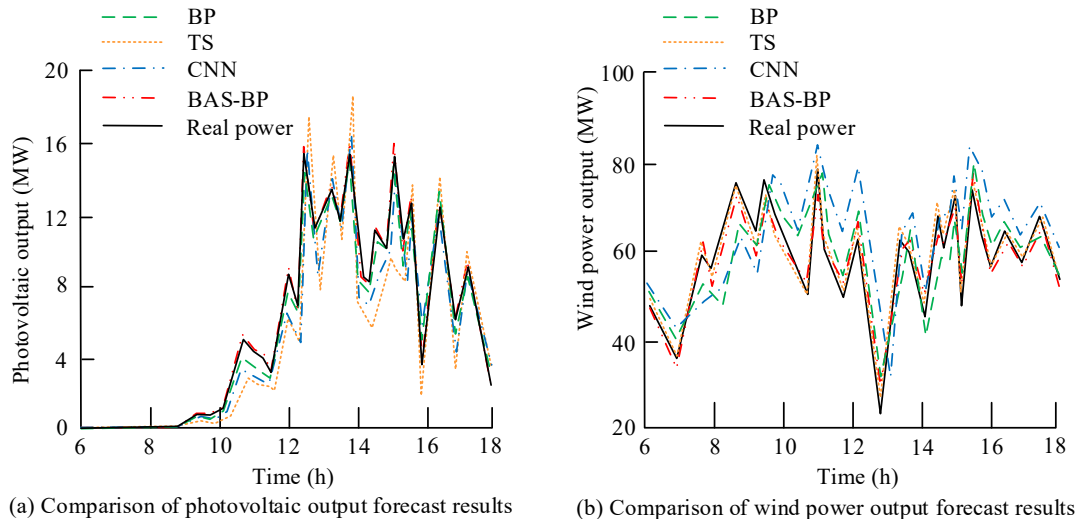 BP
TS
CNN
BAS-BP
Real power
20
16
12
8
4
0
Photovoltaic output (MW)
6
8
10
12
14
16
18
Time (h)
(a) Comparison of photovoltaic output forecast results
BP
TS
CNN
BAS-BP
Real power
100
80
60
40
20
Wind power output (MW)
6
8
10
12
14
16
18
Time (h)
(b) Comparison of wind power output forecast results